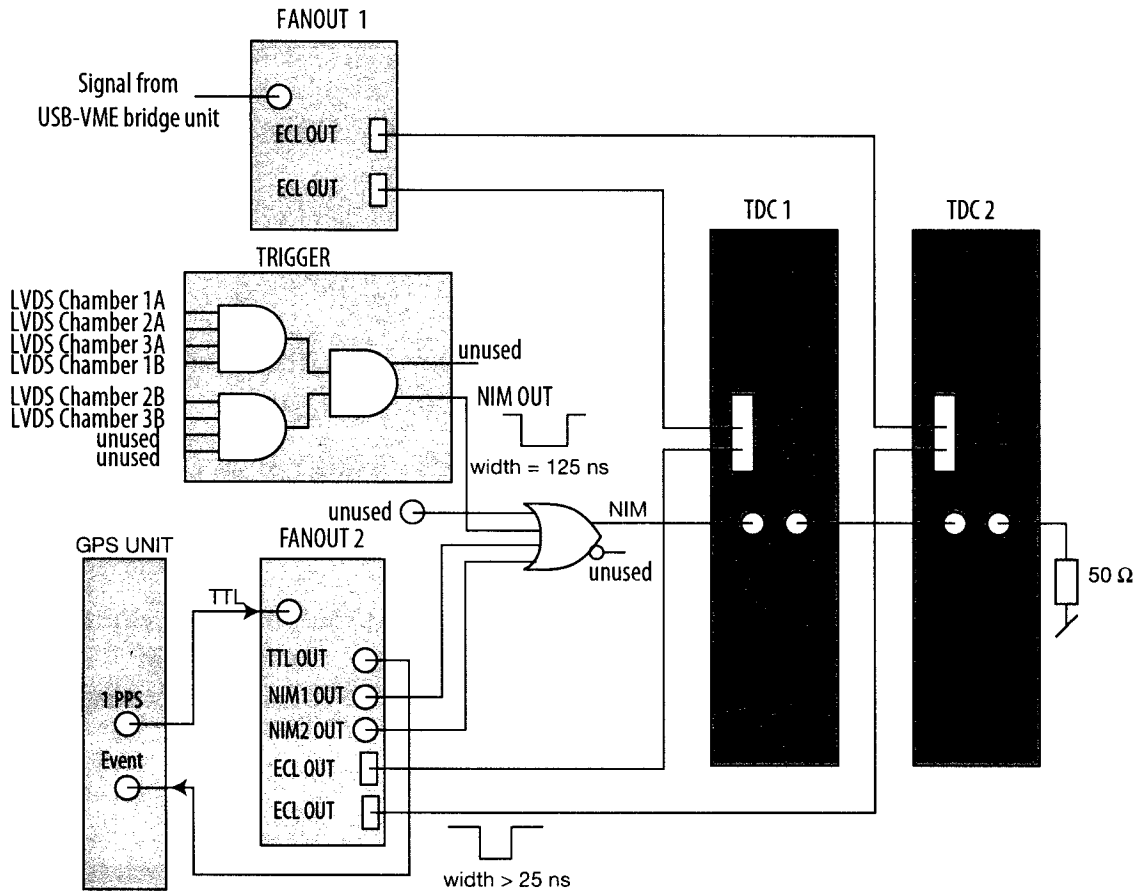 FANOUT 1
Signal from
USB-VME bridge unit
ECL OUT
ECL OUT
TDC 1
TDC 2
TRIGGER
LVDS Chamber 1A
LVDS Chamber 2A
LVDS Chamber 3A
LVDS Chamber 1B
LVDS Chamber 2B
LVDS Chamber 3B
unused
unused
unused
NIM OUT
width = 125 ns
unused
NIM
unused
GPS UNIT
FANOUT 2
TTL
TTL OUT
1 PPS
NIM1 OUT
NIM2 OUT
Event
ECL OUT
ECL OUT
width > 25 ns
50 Ω